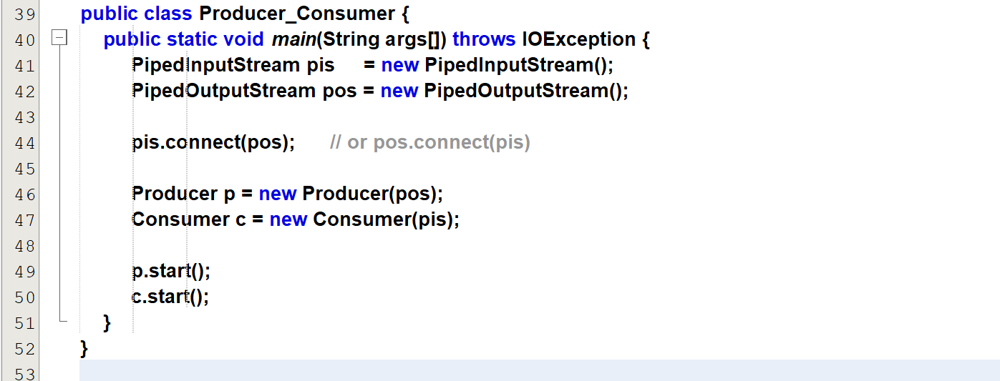 39 public class Producer_Consumer {
40 public static void main(String args[]) throws IOException {
41 PipedInputStream pis = new PipedInputStream();
42 PipedOutputStream pos = new PipedOutputStream();
43
44 pis.connect(pos); // or pos.connect(pis)
45
46 Producer p = new Producer(pos);
47 Consumer c = new Consumer(pis);
48
49 p.start();
50 c.start();
51 }
52 }
53